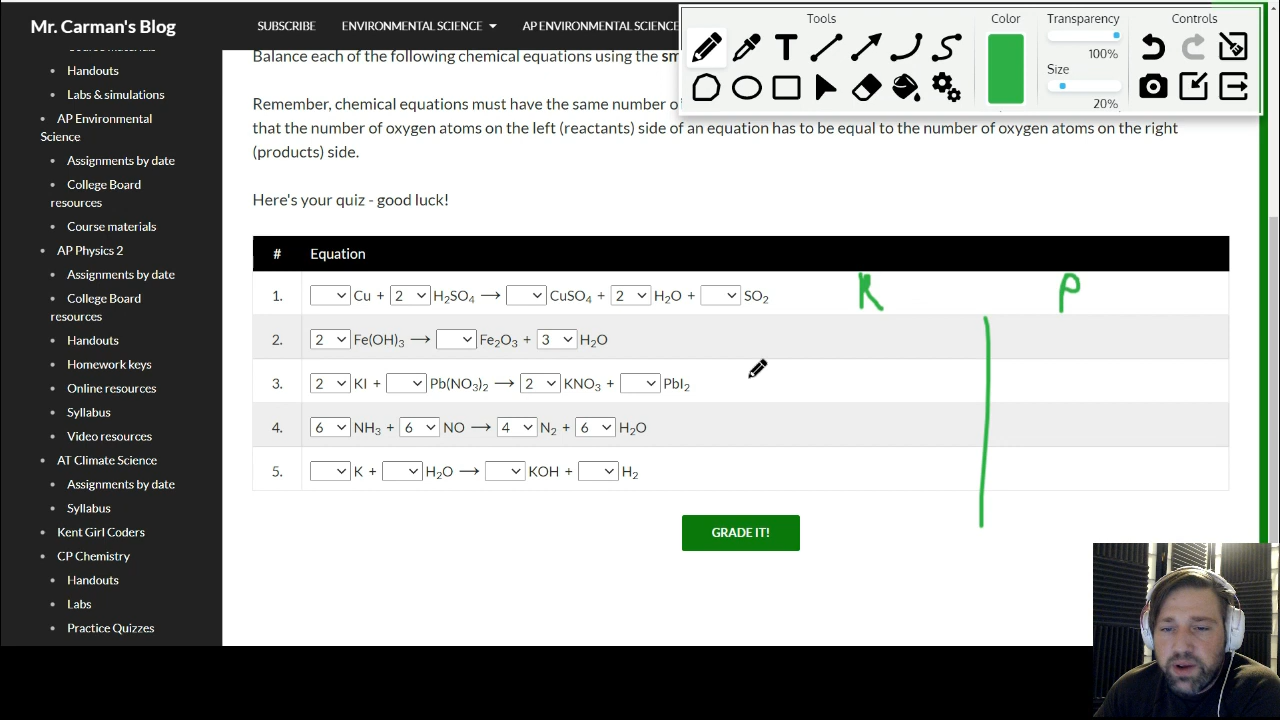 Mr. Carman's Blog
SUBSCRIBE
ENVIRONMENTAL SCIENCE
AP ENVIRONMENTAL SCIENCE
Tools
Color
Transparency
100%
Size
20%
Controls
T
Course materials
Handouts
Labs & simulations
AP Environmental
Science
Assignments by date
College Board
resources
Course materials
AP Physics 2
Assignments by date
College Board
resources
Handouts
Homework keys
Online resources
Syllabus
Video resources
AT Climate Science
Assignments by date
Syllabus
Kent Girl Coders
CP Chemistry
Handouts
Labs
Practice Quizzes
Balance each of the following chemical equations using the
Remember, chemical equations must have the same number
that the number of oxygen atoms on the left (reactants) side of an equation has to be equal to the number of oxygen atoms on the right
(products) side.
Here's your quiz - good luck!
# Equation
R P
1. Cu + 2 H₂SO₄ ⟶ CuSO₄ + 2 H₂O + SO₂
2. 2 Fe(OH)₃ ⟶ Fe₂O₃ + 3 H₂O
3. 2 KI + Pb(NO₃)₂ ⟶ 2 KNO₃ + PbI₂
4. 6 NH₃ + 6 NO ⟶ 4 N₂ + 6 H₂O
5. K + H₂O ⟶ KOH + H₂
GRADE IT!